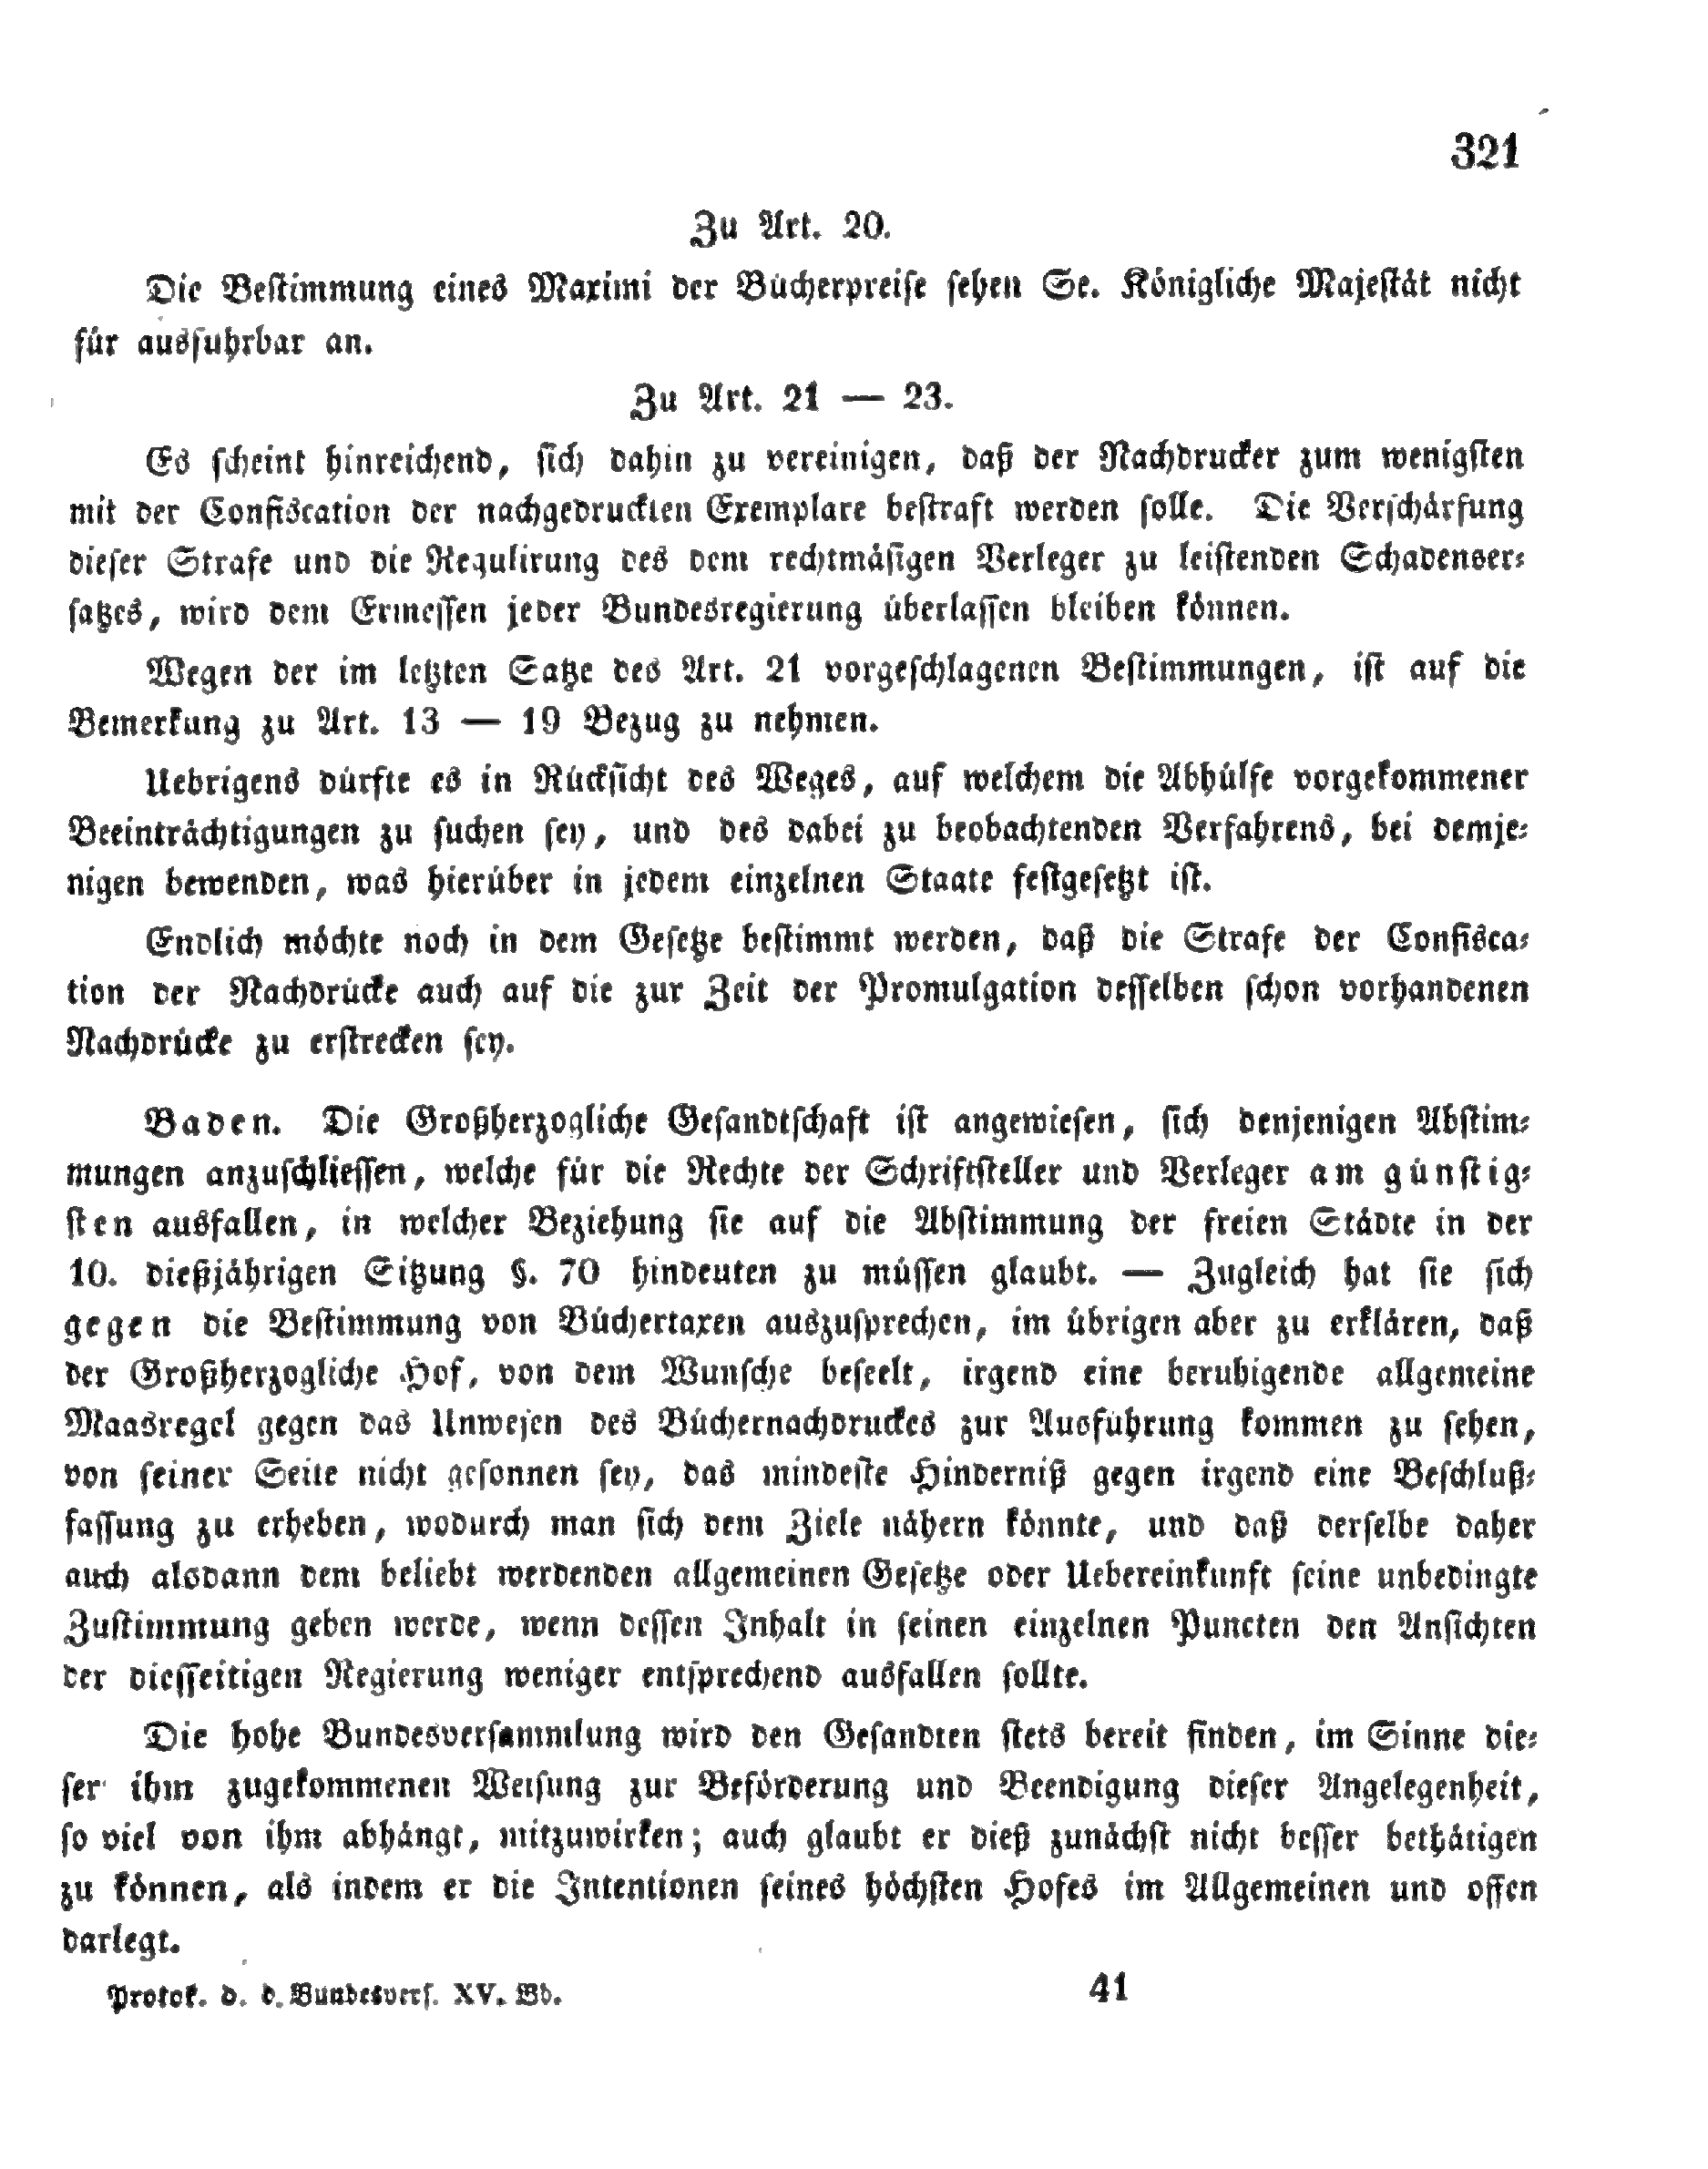 321
Zu Art. 20.
Die Bestimmung eines Maximi der Bücherpreise sehen Se. Königliche Majestät nicht
für ausfuhrbar an.
Zu Art. 21 — 23.
Es scheint hinreichend, sich dahin zu vereinigen, daß der Nachdrucker zum wenigsten
mit der Confiscation der nachgedruckten Exemplare bestraft werden solle. Die Verschärfung
dieser Strafe und die Regulirung des dem rechtmäsigen Verleger zu leistenden Schadenser⸗
satzes, wird dem Ermessen jeder Bundesregierung überlassen bleiben können.
Wegen der im letzten Satze des Art. 21 vorgeschlagenen Bestimmungen, ist auf die
Bemerkung zu Art. 13 — 19 Bezug zu nehmen.
Uebrigens dürfte es in Rücksicht des Weges, auf welchem die Abhülfe vorgekommener
Beeinträchtigungen zu suchen sey, und des dabei zu beobachtenden Verfahrens, bei demje⸗
nigen bewenden, was hierüber in jedem einzelnen Staate festgesetzt ist.
Endlich möchte noch in dem Gesetze bestimmt werden, daß die Strafe der Confisca⸗
tion der Nachdrücke auch auf die zur Zeit der Promulgation desselben schon vorhandenen
Nachdrücke zu erstrecken sey.
Baden. Die Großherzogliche Gesandtschaft ist angewiesen, sich denjenigen Abstim⸗
mungen anzuschliessen, welche für die Rechte der Schriftsteller und Verleger am günstig⸗
sten ausfallen, in welcher Beziehung sie auf die Abstimmung der freien Städte in der
10. dießjährigen Sitzung §. 70 hindeuten zu müssen glaubt. — Zugleich hat sie sich
gegen die Bestimmung von Büchertaxen auszusprechen, im übrigen aber zu erklären, daß
der Großherzogliche Hof, von dem Wunsche beseelt, irgend eine beruhigende allgemeine
Maasregel gegen das Unwesen des Büchernachdruckes zur Ausführung kommen zu sehen,
von seiner Seite nicht gesonnen sey, das mindeste Hinderniß gegen irgend eine Beschluß⸗
fassung zu erheben, wodurch man sich dem Ziele nähern könnte, und daß derselbe daher
auch alsdann dem beliebt werdenden allgemeinen Gesetze oder Uebereinkunft seine unbedingte
Zustimmung geben werde, wenn dessen Inhalt in seinen einzelnen Puncten den Ansichten
der diesseitigen Regierung weniger entsprechend ausfallen sollte.
Die hohe Bundesversammlung wird den Gesandten stets bereit finden, im Sinne die⸗
ser ihm zugekommenen Weisung zur Beförderung und Beendigung dieser Angelegenheit,
so viel von ihm abhängt, mitzuwirken; auch glaubt er dieß zunächst nicht besser bethätigen
zu können, als indem er die Intentionen seines höchsten Hofes im Allgemeinen und offen
darlegt.
Protok. d. d. Bundesvers. XV. Bd.
41